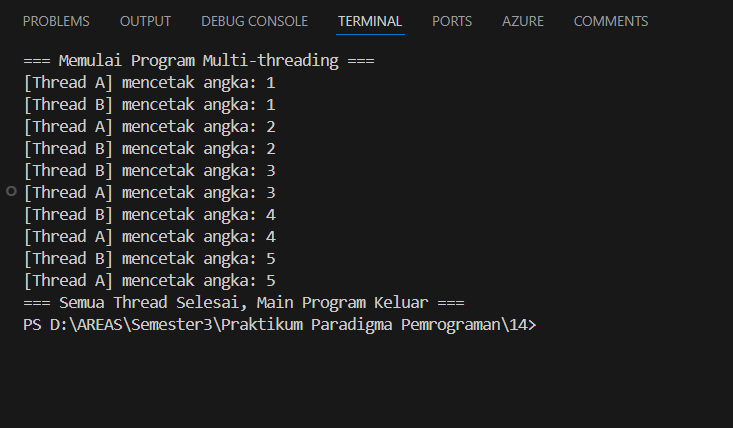 PROBLEMS OUTPUT DEBUG CONSOLE TERMINAL PORTS AZURE COMMENTS
=== Memulai Program Multi-threading ===
[Thread A] mencetak angka: 1
[Thread B] mencetak angka: 1
[Thread A] mencetak angka: 2
[Thread B] mencetak angka: 2
[Thread B] mencetak angka: 3
[Thread A] mencetak angka: 3
[Thread B] mencetak angka: 4
[Thread A] mencetak angka: 4
[Thread B] mencetak angka: 5
[Thread A] mencetak angka: 5
=== Semua Thread Selesai, Main Program Keluar ===
PS D:\AREAS\Semester3\Praktikum Paradigma Pemrograman\14>